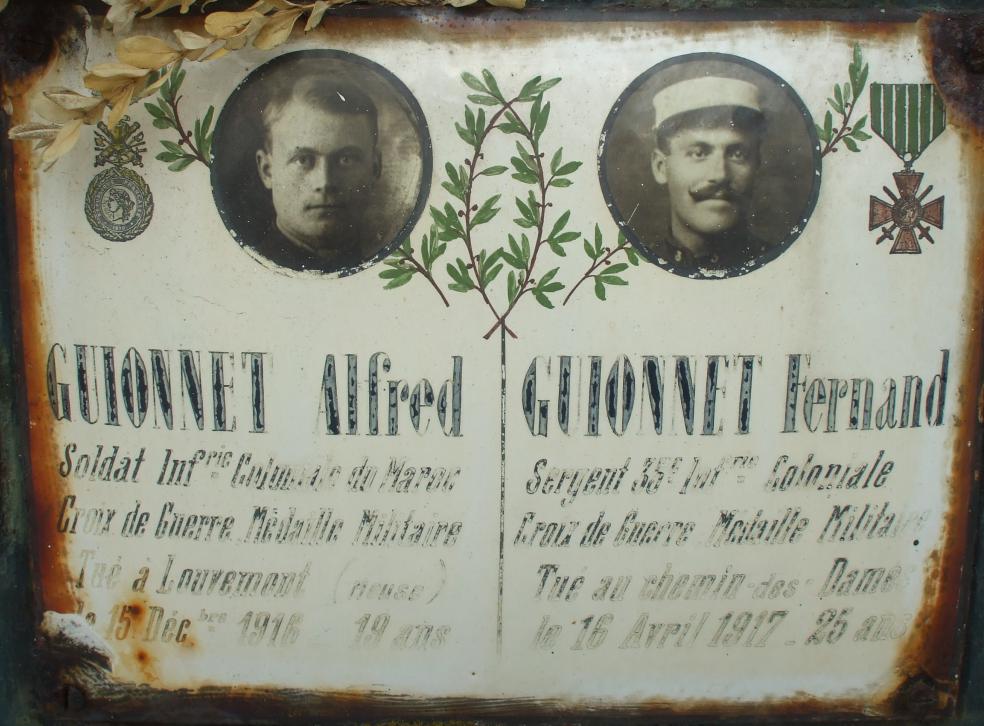 GUIONNET Alfred
Soldat Infrie Coloniale du Maroc
Croix de Guerre Médaille Militaire
Tué à Louvemont (meuse)
le 15 Décbre 1916 19 ans
GUIONNET Fernand
Sergent 35e Infrie Coloniale
Croix de Guerre Médaille Militaire
Tué au chemin-des-Dames
le 16 Avril 1917 - 25 ans